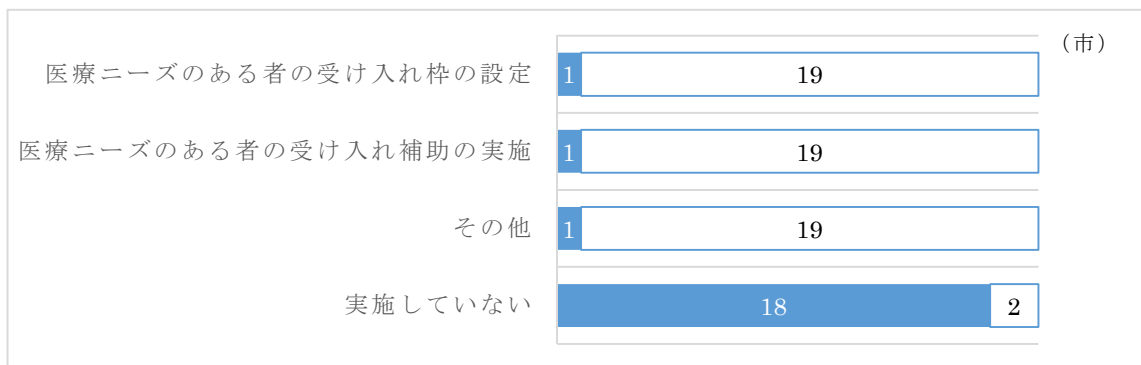 （市）
医療ニーズのある者の受け入れ枠の設定 1 19
医療ニーズのある者の受け入れ補助の実施 1 19
その他 1 19
実施していない 18 2